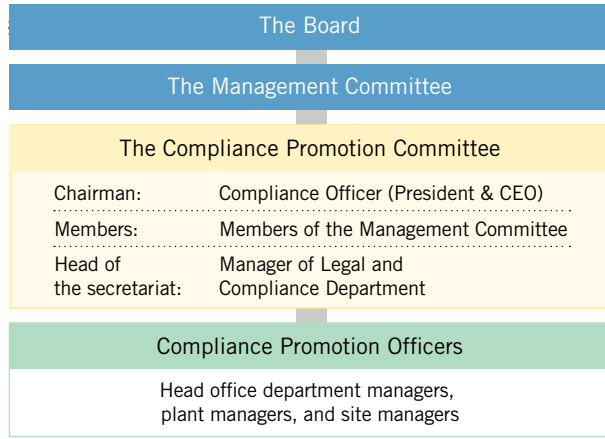 The Board
The Management Committee
The Compliance Promotion Committee
Chairman: Compliance Officer (President & CEO)
Members: Members of the Management Committee
Head of Manager of Legal and
the secretariat: Compliance Department
Compliance Promotion Officers
Head office department managers,
plant managers, and site managers